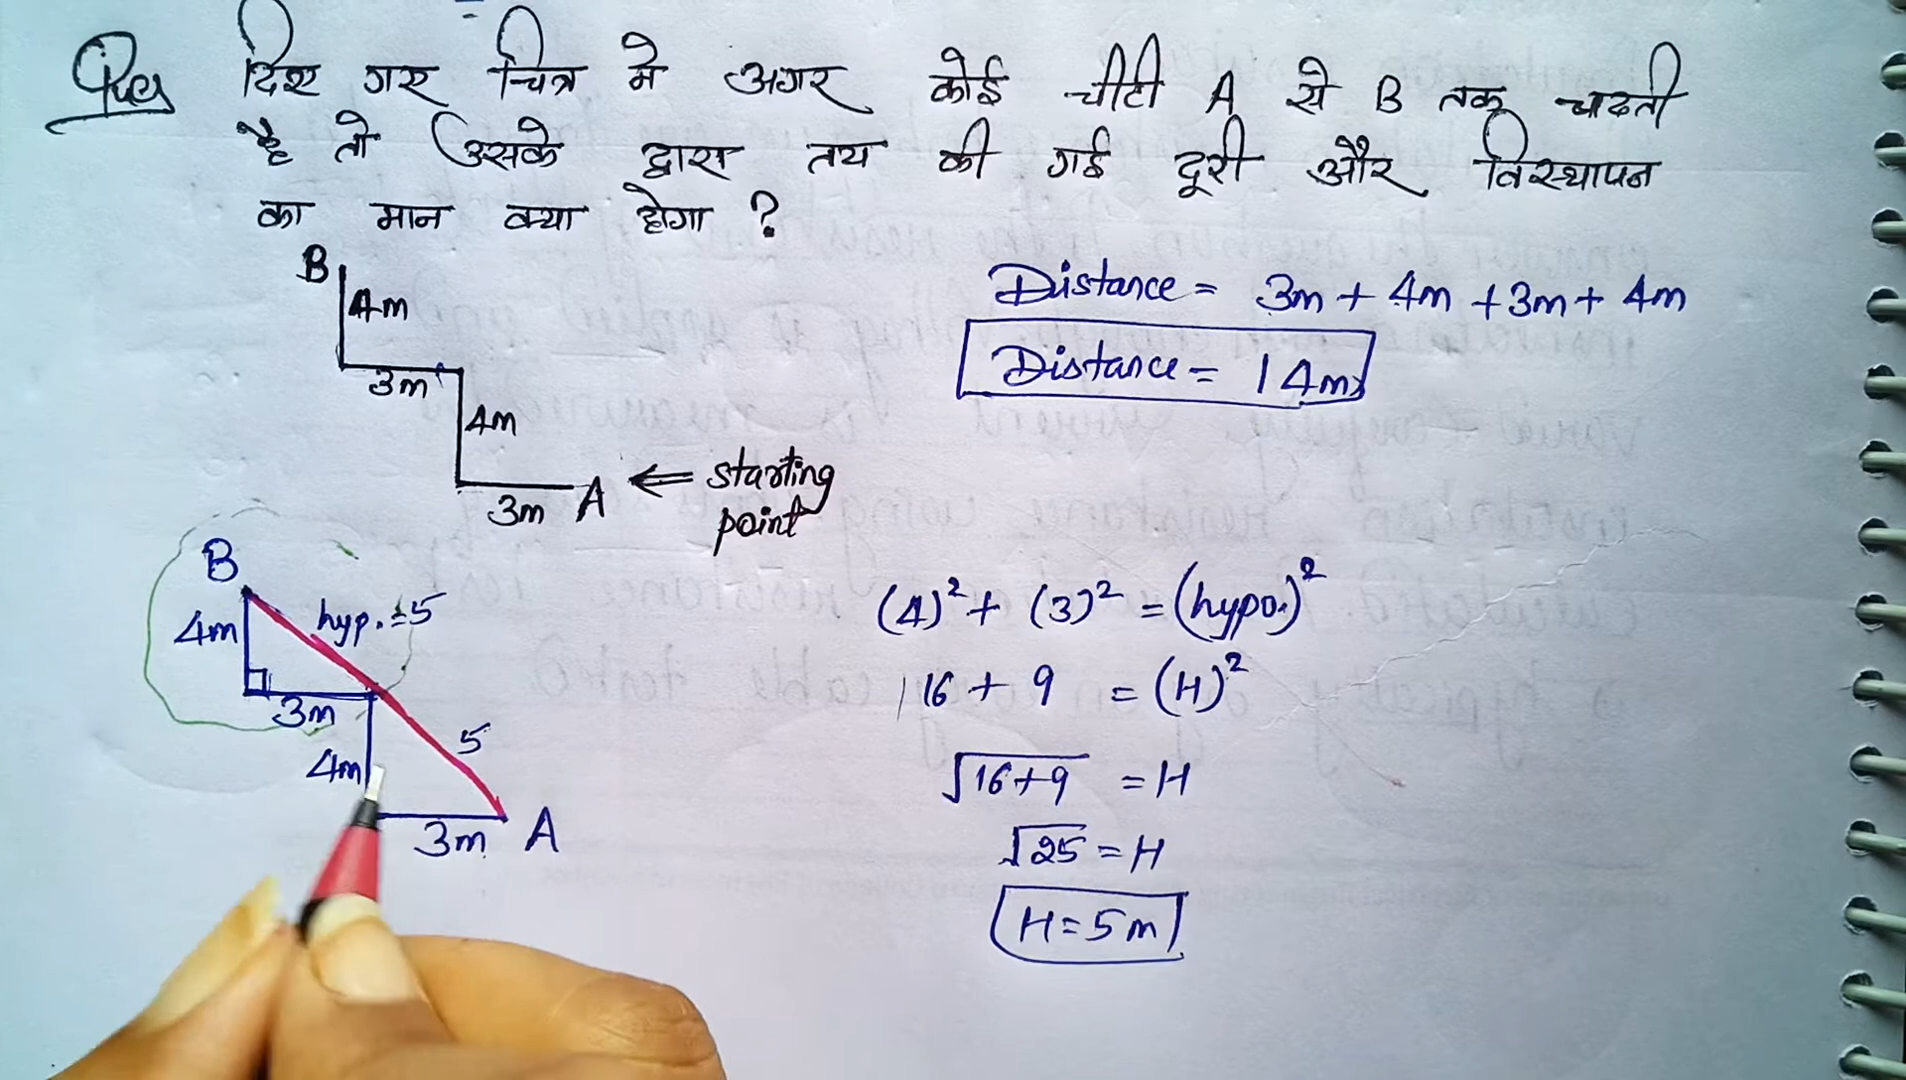 Ques दिए गए चित्र मे अगर कोई चीटी A से B तक चढती
है तो उसके द्वारा तय की गई दूरी और विस्थापन
का मान क्या होगा ?
B
4m
3m
4m
3m A ⇐ starting
point
Distance = 3m + 4m + 3m + 4m
Distance = 14m
B
4m hyp. = 5
3m
4m 5
3m A
(4)² + (3)² = (hypo.)²
16 + 9 = (H)²
√16+9 = H
√25 = H
H = 5m